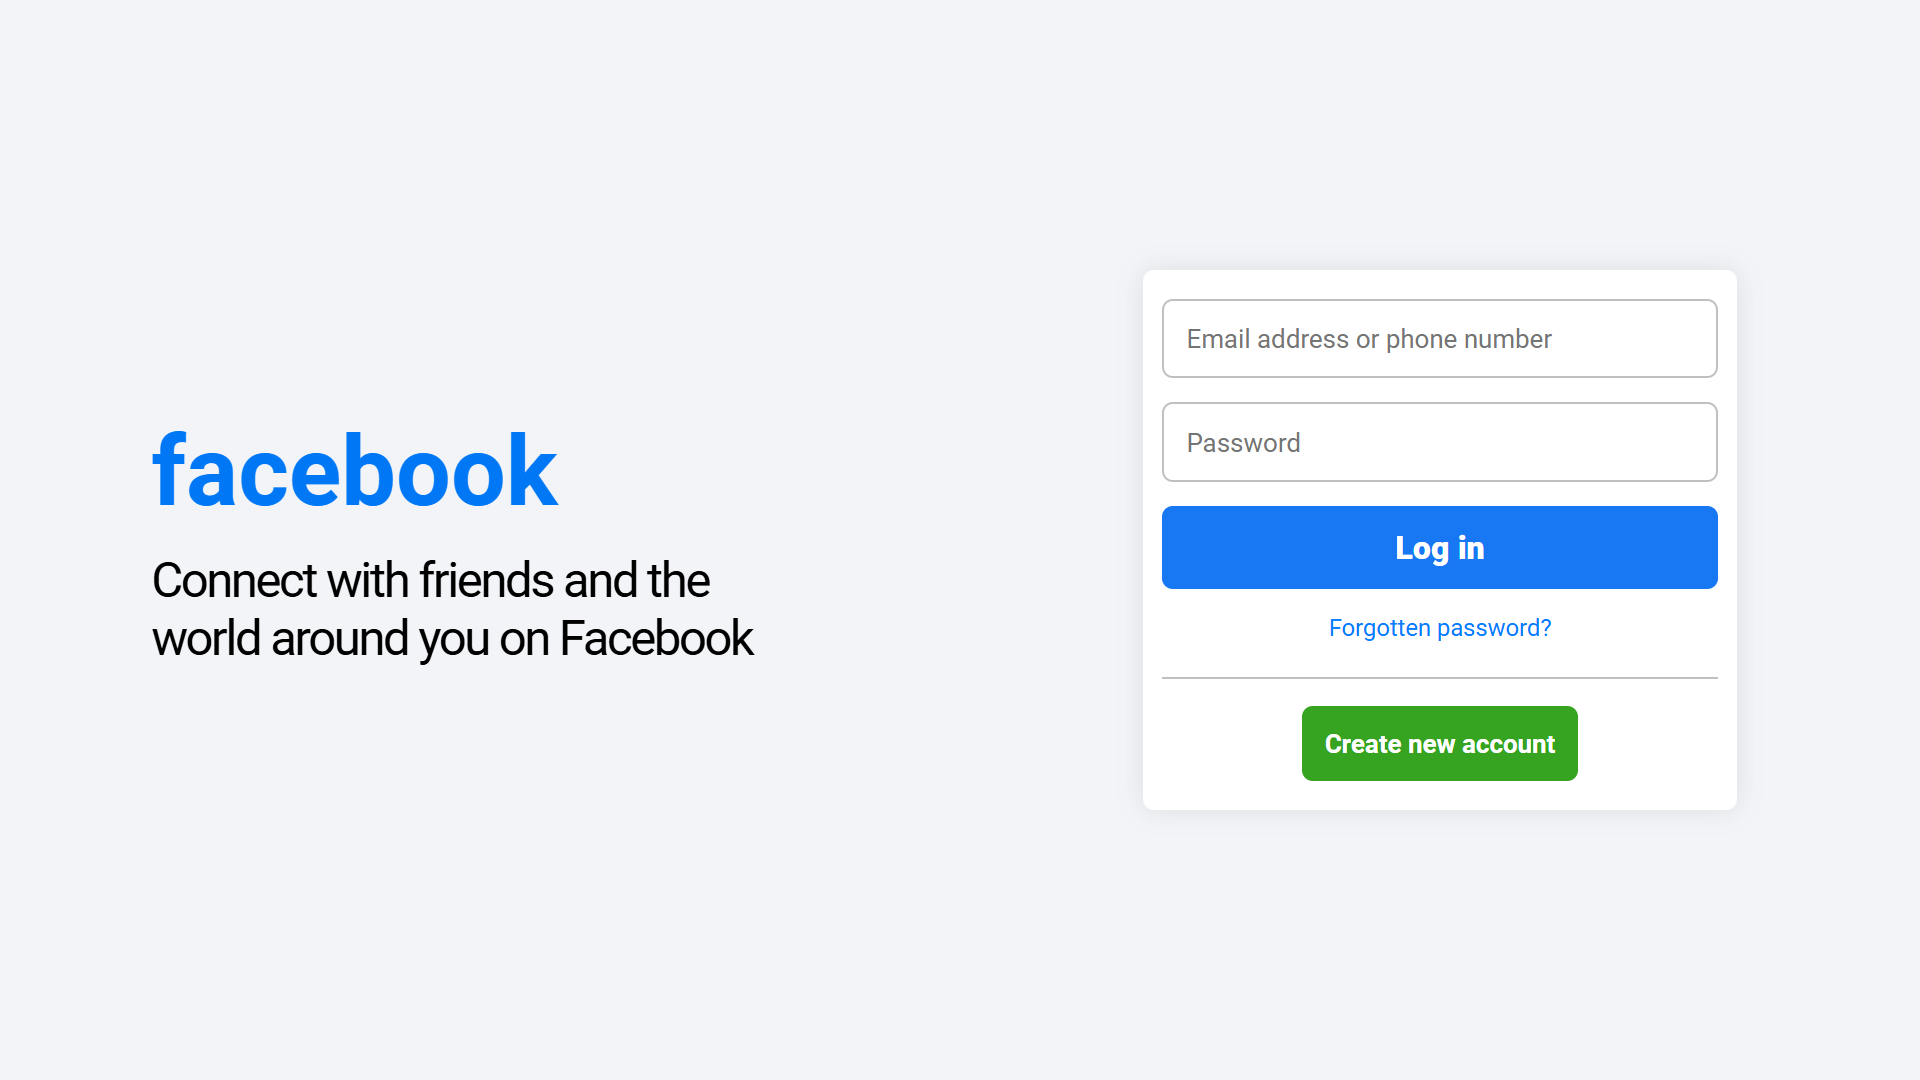 facebook
Connect with friends and the
world around you on Facebook
Email address or phone number
Password
Log in
Forgotten password?
Create new account